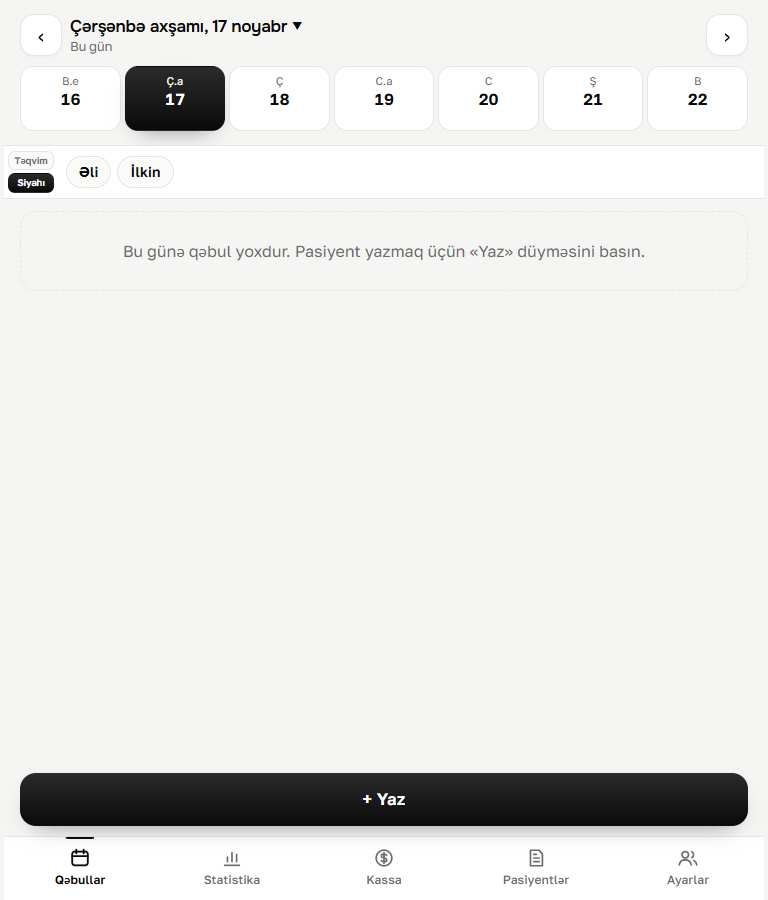 ‹
Çərşənbə axşamı, 17 noyabr ▼
Bu gün
›
B.e
16
Ç.a
17
Ç
18
C.a
19
C
20
Ş
21
B
22
Təqvim
Siyahı
Əli
İlkin
Bu günə qəbul yoxdur. Pasiyent yazmaq üçün «Yaz» düyməsini basın.
+ Yaz
Qəbullar
Statistika
Kassa
Pasiyentlər
Ayarlar